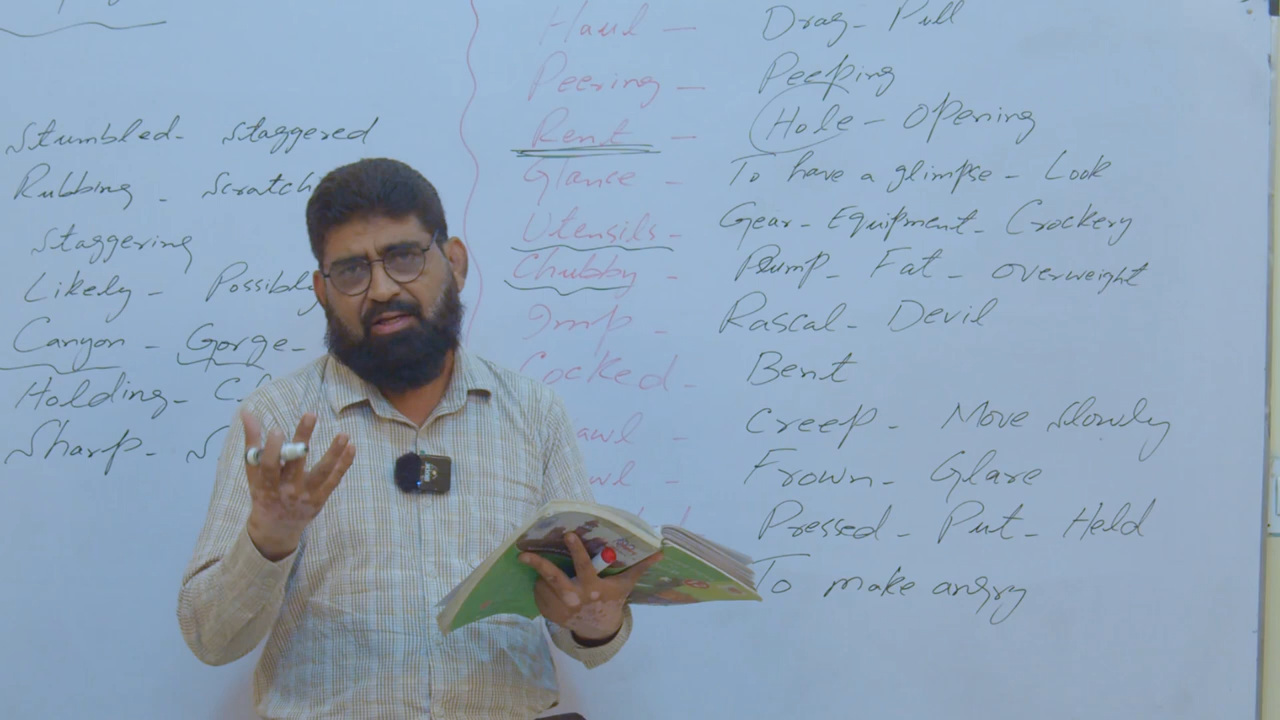 Stumbled - Staggered
Rubbing - Scratch
Staggering
Likely - Possibly
Canyon - Gorge -
Holding -
Sharp -
Haul - Drag - Pull
Peering - Peeping
Rent - Hole - Opening
Glance - To have a glimpse - Look
Utensils - Gear - Equipment - Crockery
Chubby - Plump - Fat - overweight
Imp - Rascal - Devil
Cocked - Bent
awl - Creep - Move Slowly
wl - Frown - Glare
Pressed - Put - Held
To make angry